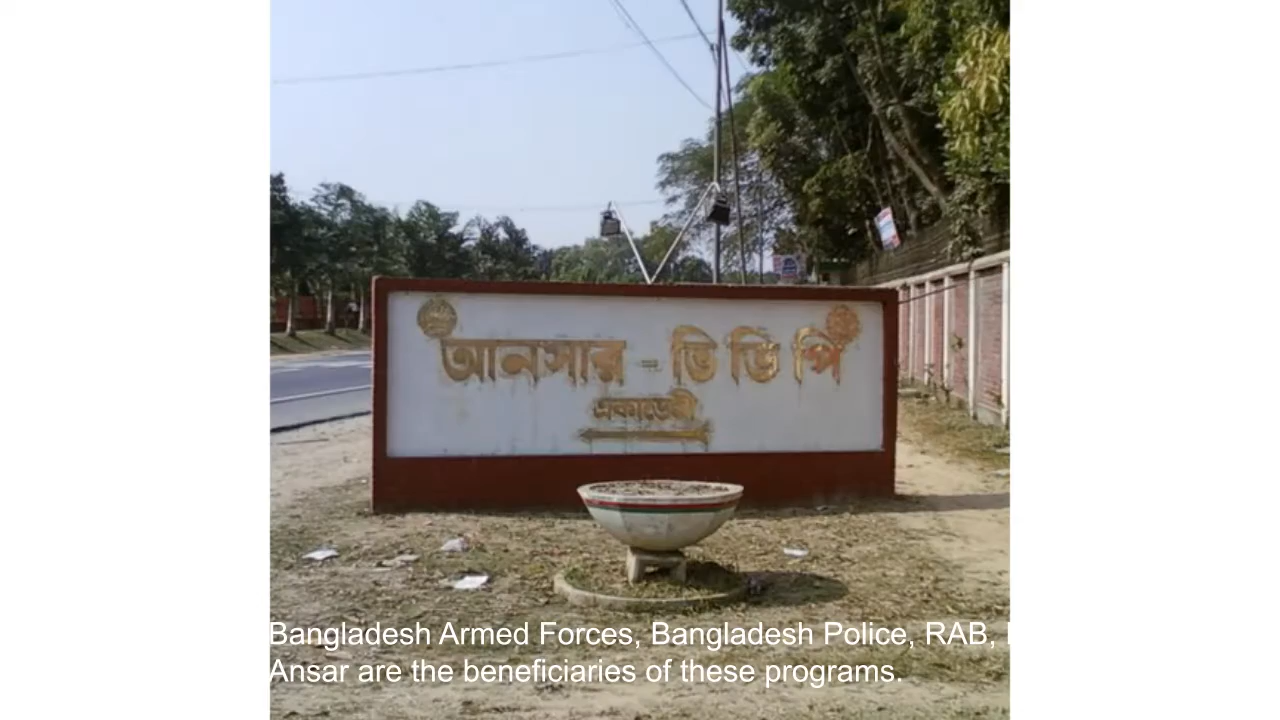 আনসার - ভি ডি পি
একাডেমী
Bangladesh Armed Forces, Bangladesh Police, RAB,
Ansar are the beneficiaries of these programs.